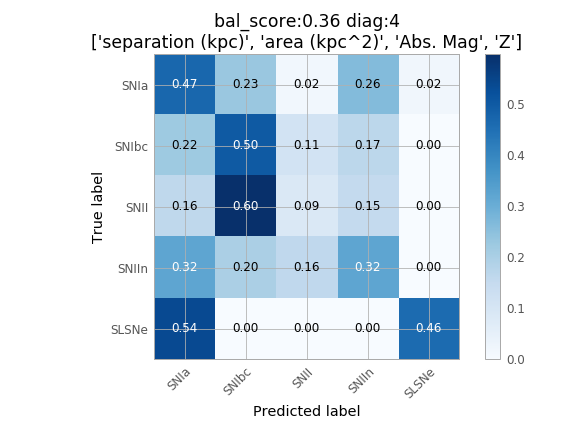 bal_score:0.36 diag:4
['separation (kpc)', 'area (kpc^2)', 'Abs. Mag', 'Z']
True label
SNIa 0.47 0.23 0.02 0.26 0.02
SNIbc 0.22 0.50 0.11 0.17 0.00
SNII 0.16 0.60 0.09 0.15 0.00
SNIIn 0.32 0.20 0.16 0.32 0.00
SLSNe 0.54 0.00 0.00 0.00 0.46
SNIa SNIbc SNII SNIIn SLSNe
Predicted label
0.5
0.4
0.3
0.2
0.1
0.0